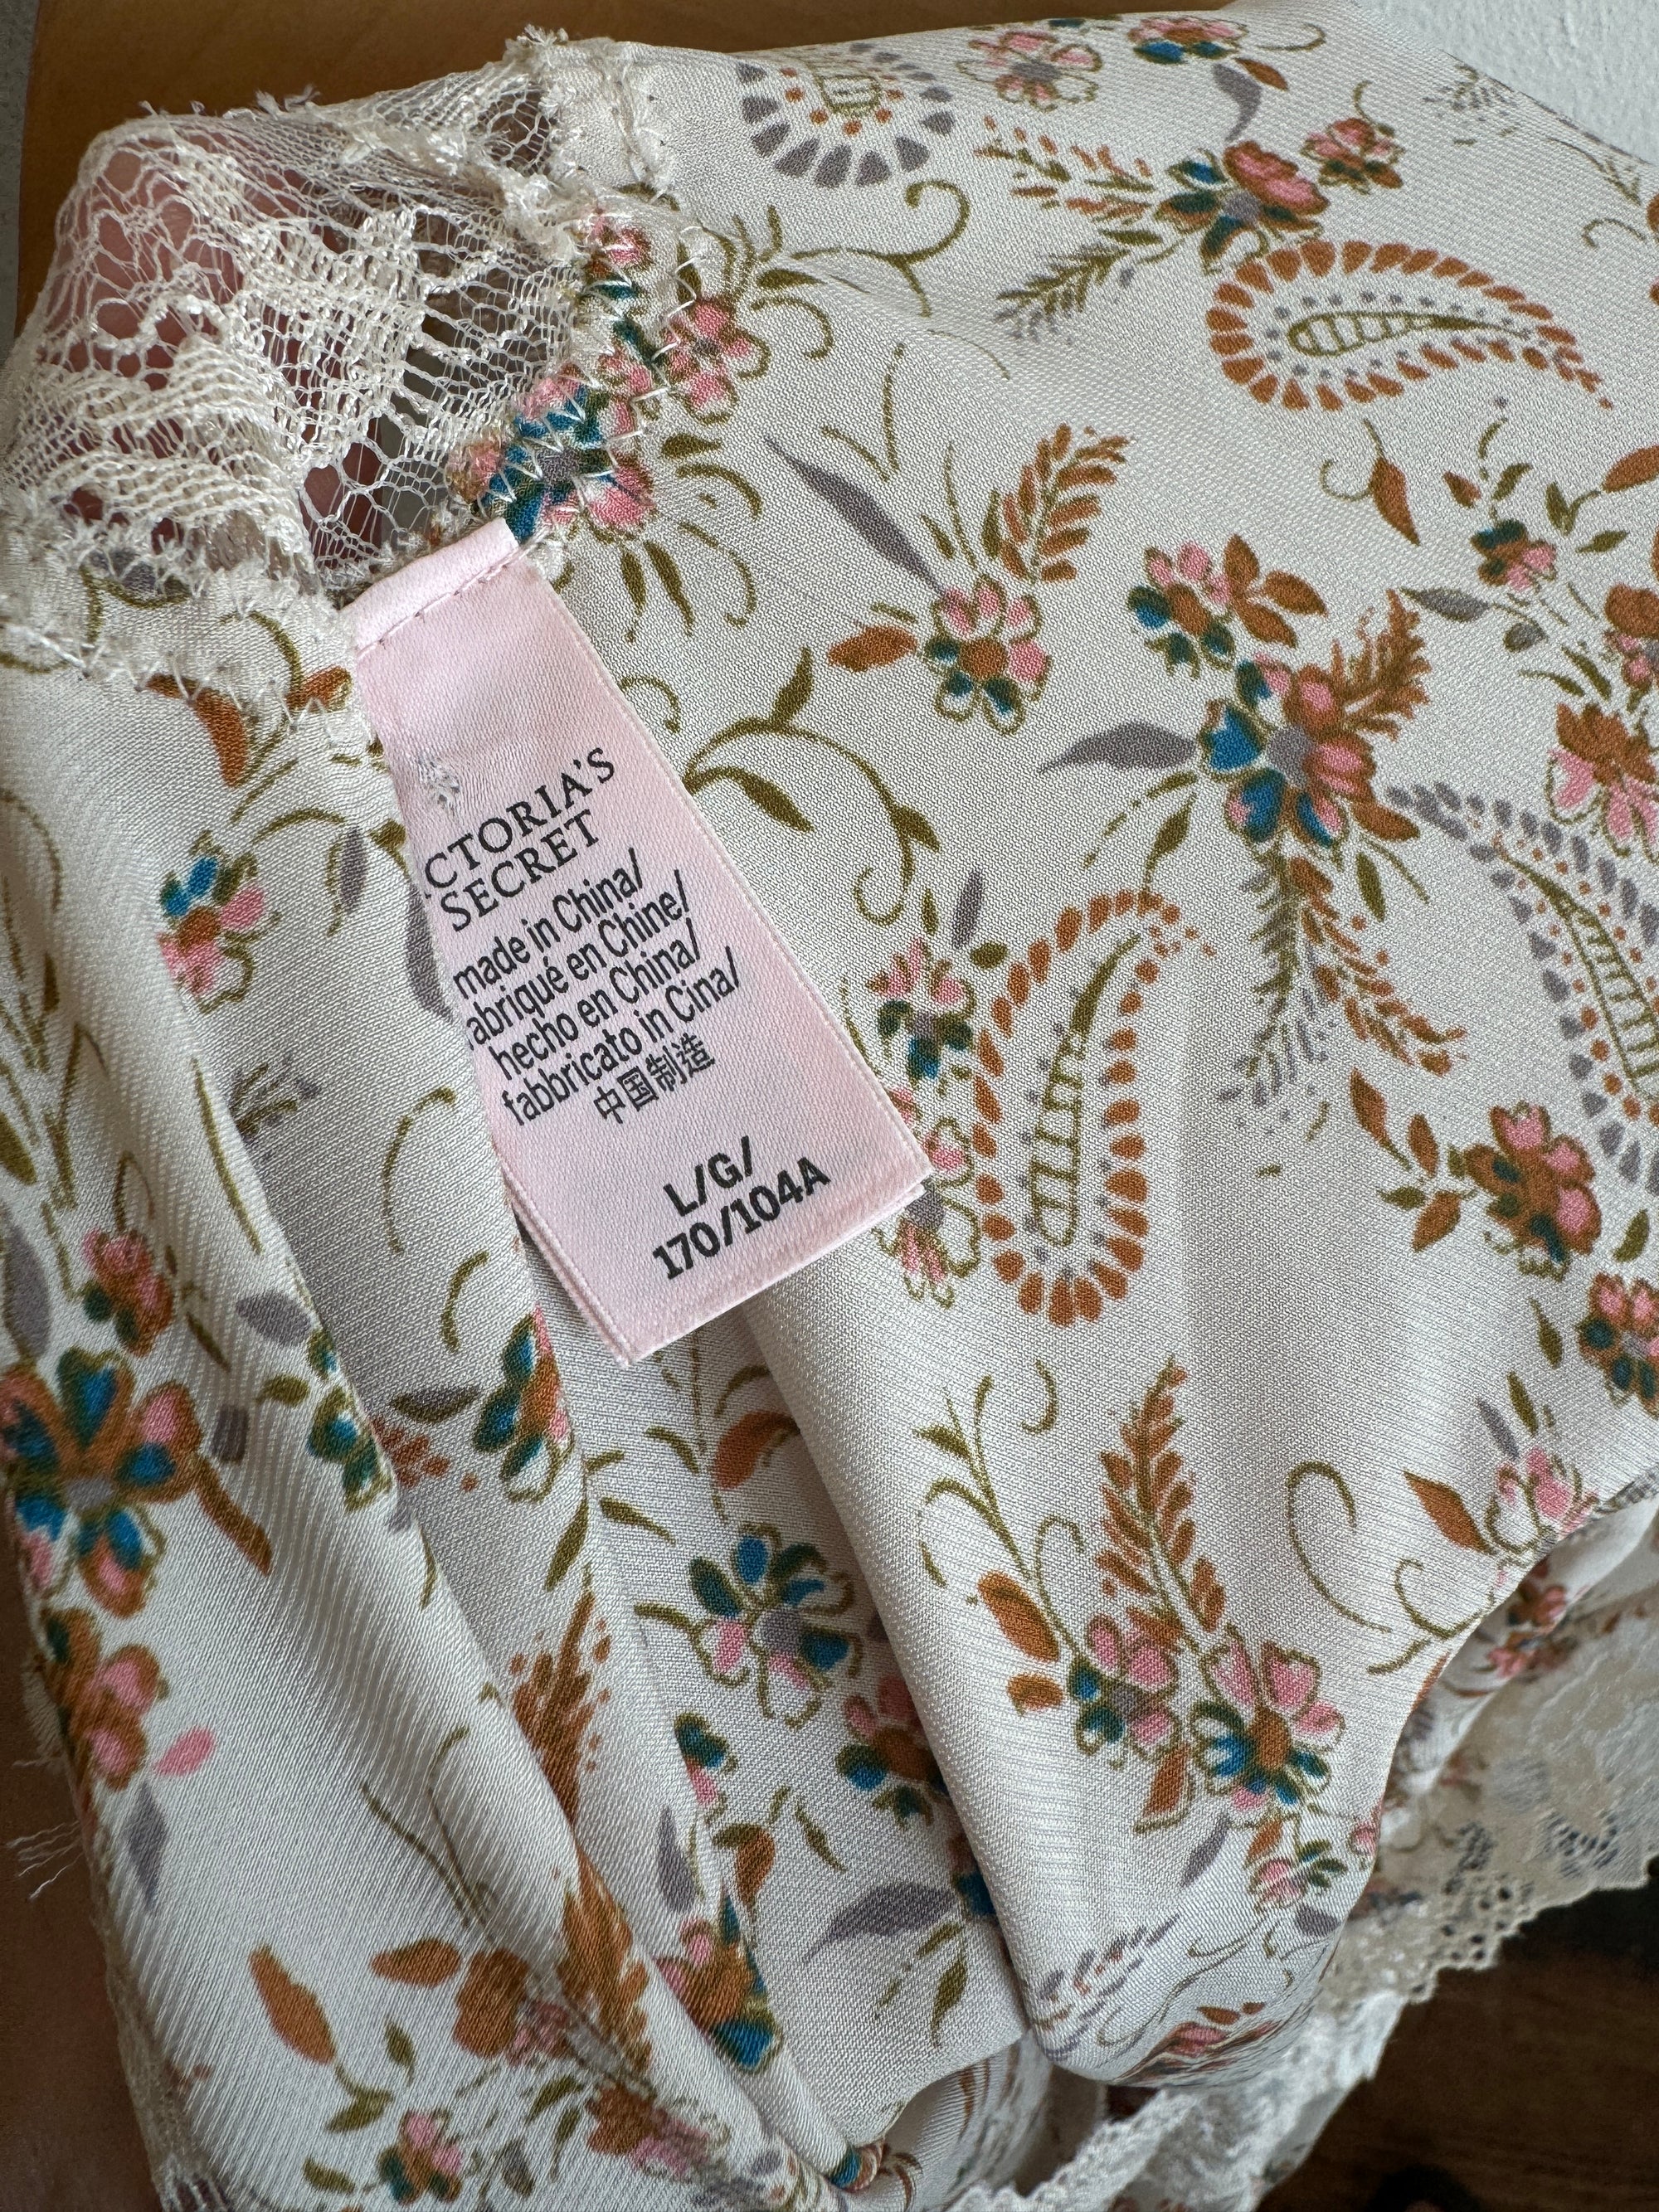 CTORIA'S
SECRET
made in China/
abriqué en Chine/
hecho en China/
fabbricato in Cina/
中国制造
L/G/
170/104A